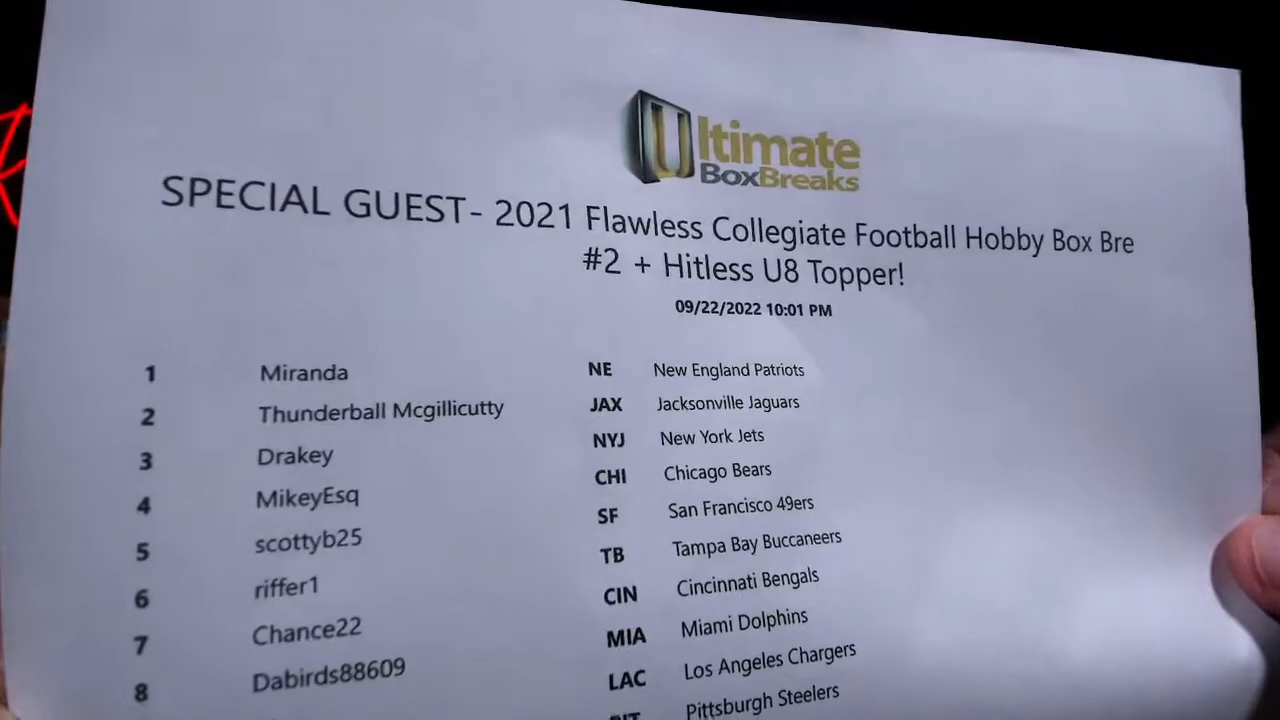 Ultimate
BoxBreaks
SPECIAL GUEST- 2021 Flawless Collegiate Football Hobby Box Bre
#2 + Hitless U8 Topper!
09/22/2022 10:01 PM
1 Miranda NE New England Patriots
2 Thunderball Mcgillicutty JAX Jacksonville Jaguars
3 Drakey NYJ New York Jets
4 MikeyEsq CHI Chicago Bears
5 scottyb25 SF San Francisco 49ers
6 riffer1 TB Tampa Bay Buccaneers
7 Chance22 CIN Cincinnati Bengals
8 Dabirds88609 MIA Miami Dolphins
LAC Los Angeles Chargers
PIT Pittsburgh Steelers